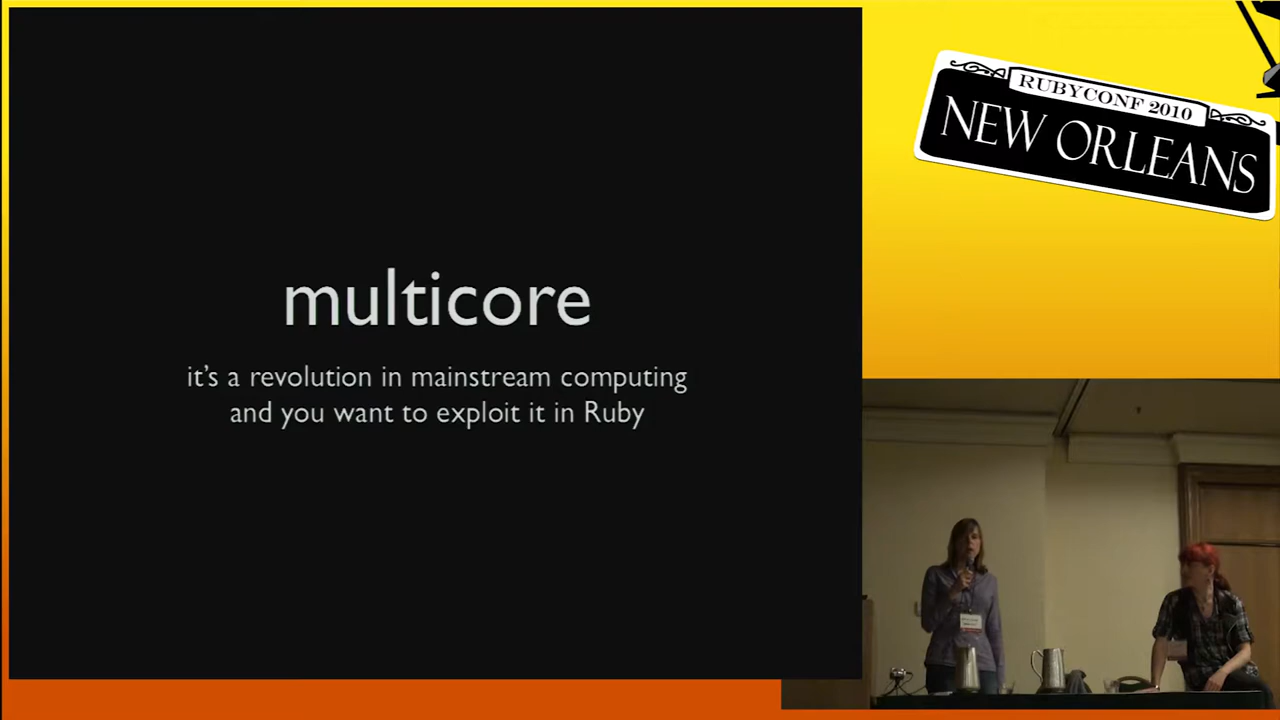 multicore
it's a revolution in mainstream computing
and you want to exploit it in Ruby
RUBYCONF 2010
NEW ORLEANS